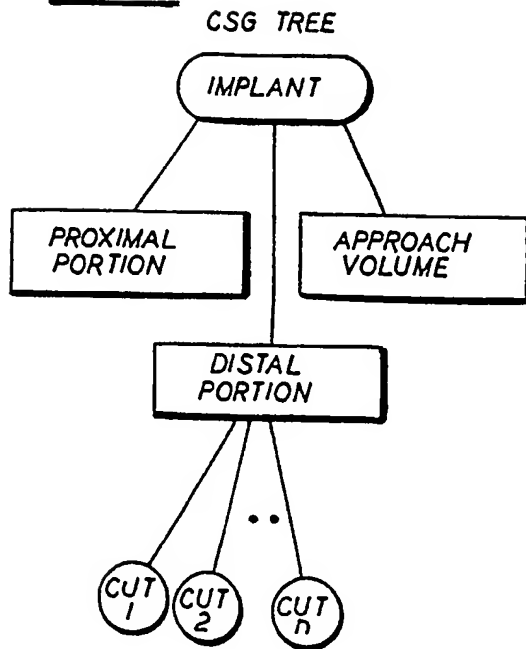 CSG TREE
IMPLANT
PROXIMAL
PORTION
APPROACH
VOLUME
DISTAL
PORTION
CUT
1
CUT
2
CUT
n